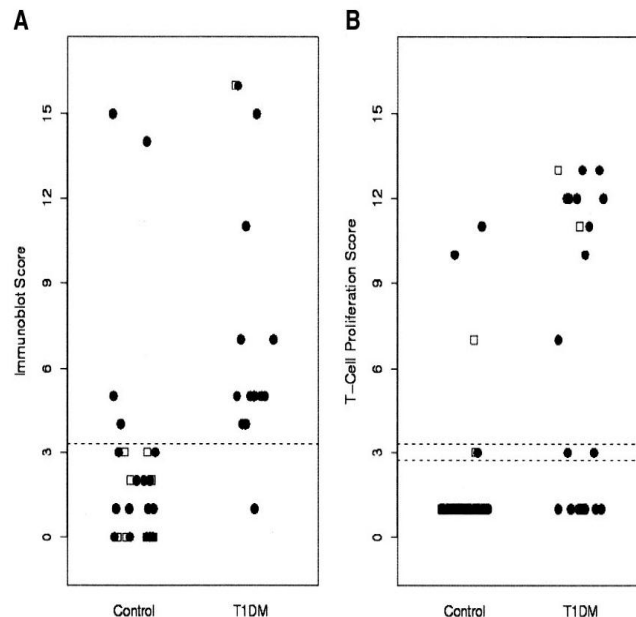 A
Immunoblot Score
15
12
9
6
3
0
Control
T1DM
B
T-Cell Proliferation Score
15
12
9
6
3
0
Control
T1DM